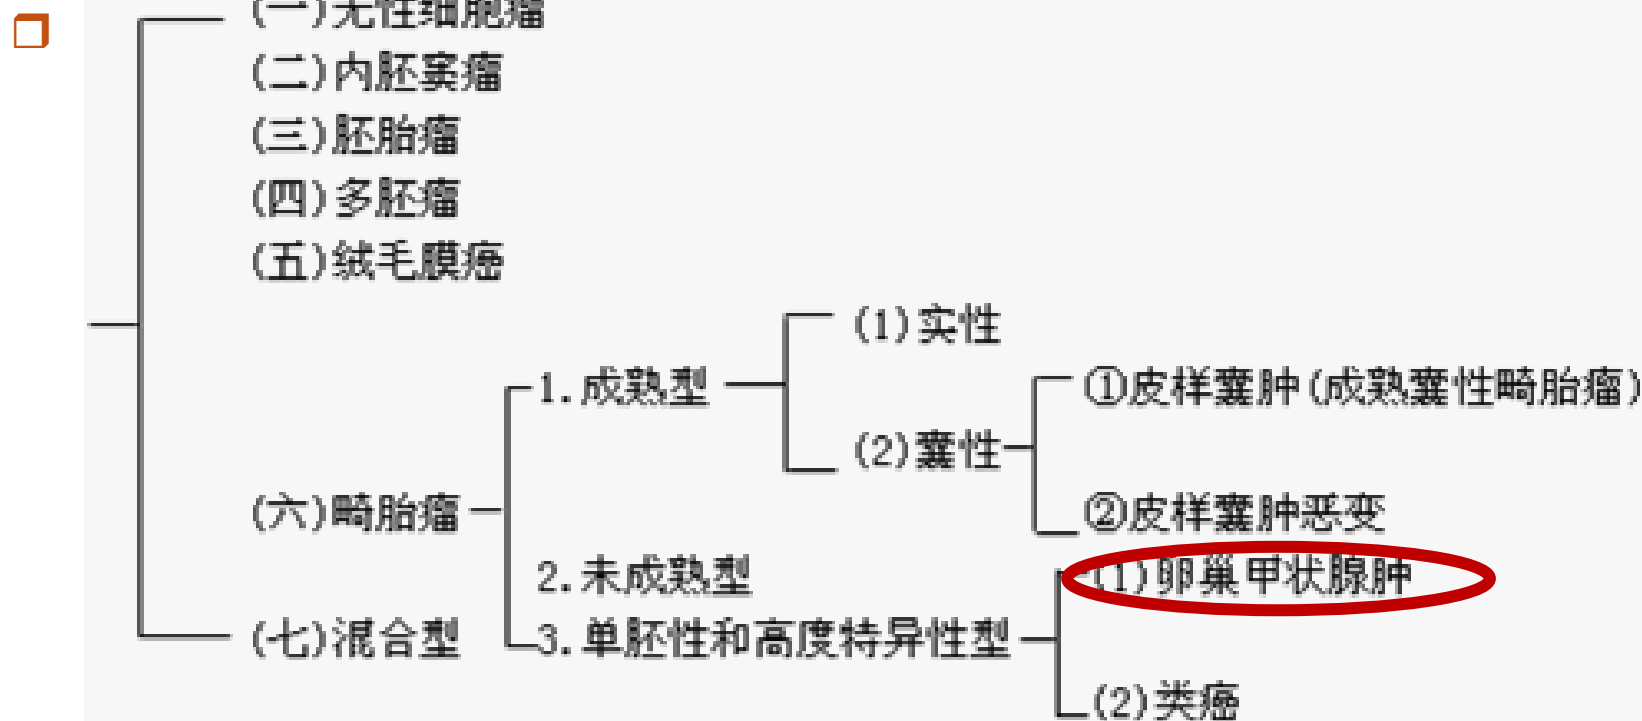 (一)无性细胞瘤
(二)内胚窦瘤
(三)胚胎瘤
(四)多胚瘤
(五)绒毛膜癌
(1)实性
1.成熟型
①皮样囊肿(成熟囊性畸胎瘤)
(2)囊性
(六)畸胎瘤
②皮样囊肿恶变
2.未成熟型
(1)卵巢甲状腺肿
(七)混合型
3.单胚性和高度特异性型
(2)类癌